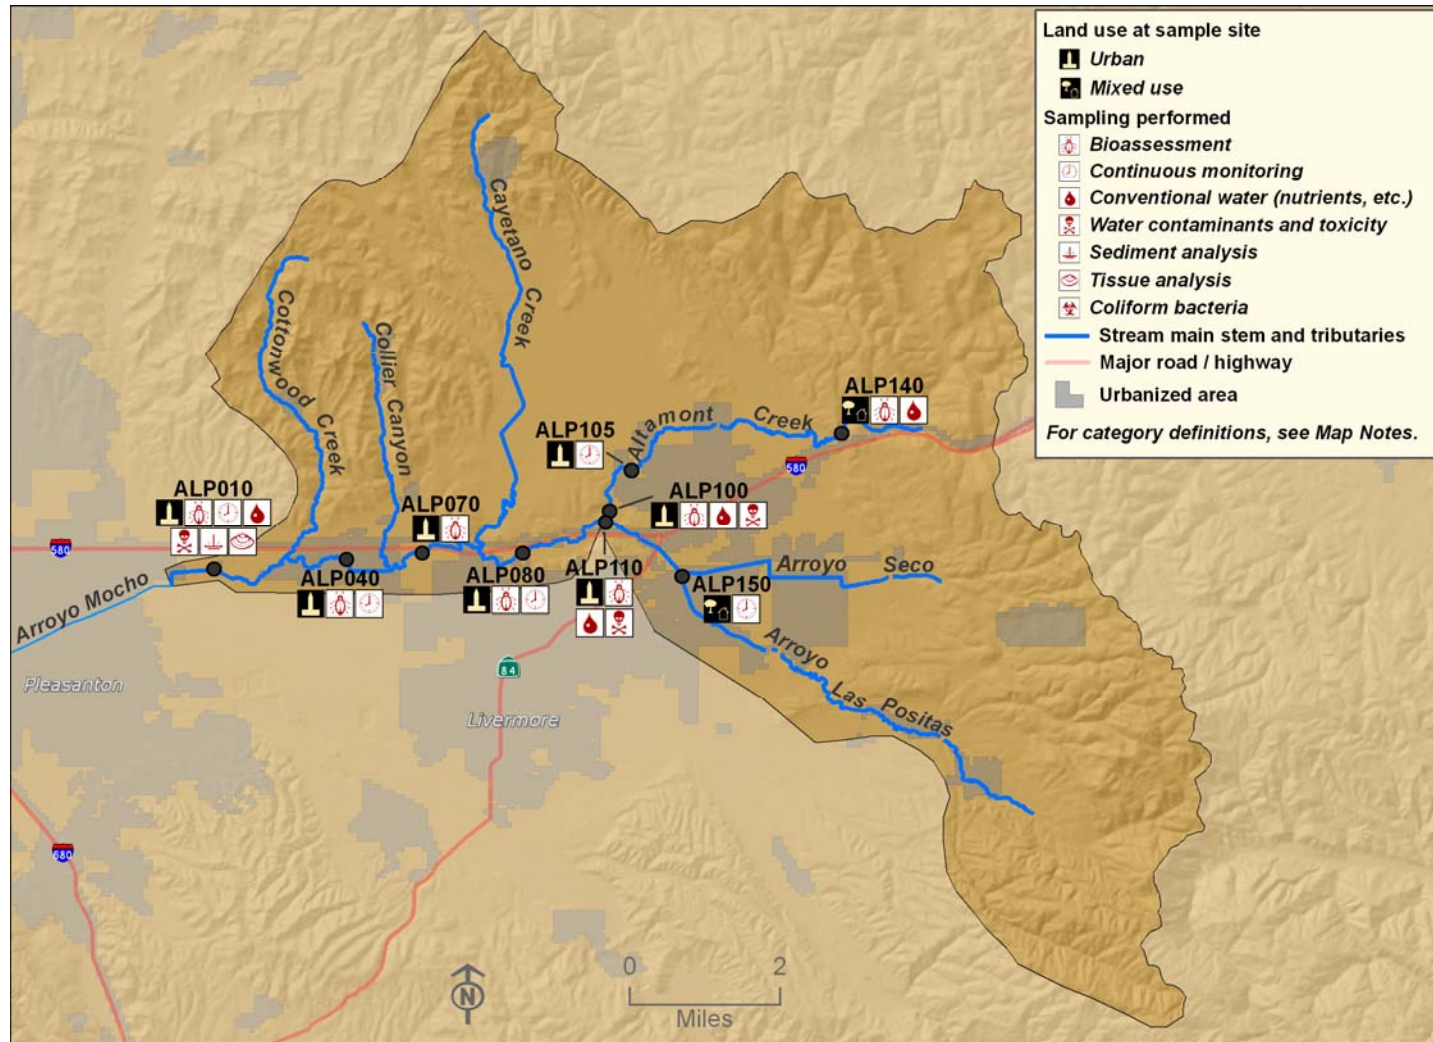 Land use at sample site
Urban
Mixed use
Sampling performed
Bioassessment
Continuous monitoring
Conventional water (nutrients, etc.)
Water contaminants and toxicity
Sediment analysis
Tissue analysis
Coliform bacteria
Stream main stem and tributaries
Major road / highway
Urbanized area
For category definitions, see Map Notes.
Cayetano Creek
Cottonwood Creek
Collier Canyon
Altamont Creek
ALP140
ALP105
580
ALP010
ALP070
ALP100
580
ALP040
ALP080
ALP110
ALP150
Arroyo Seco
Arroyo Mocho
Arroyo Las Positas
84
Pleasanton
Livermore
680
N
0 2
Miles